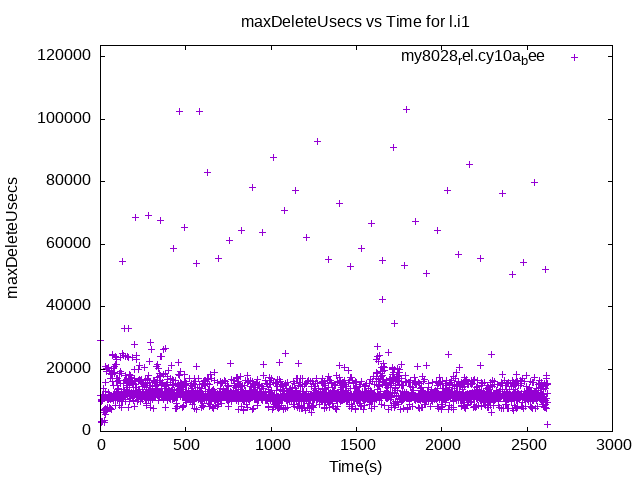 maxDeleteUsecs vs Time for l.i1
my8028rel.cy10abee
maxDeleteUsecs
120000
100000
80000
60000
40000
20000
0
0 500 1000 1500 2000 2500 3000
Time(s)